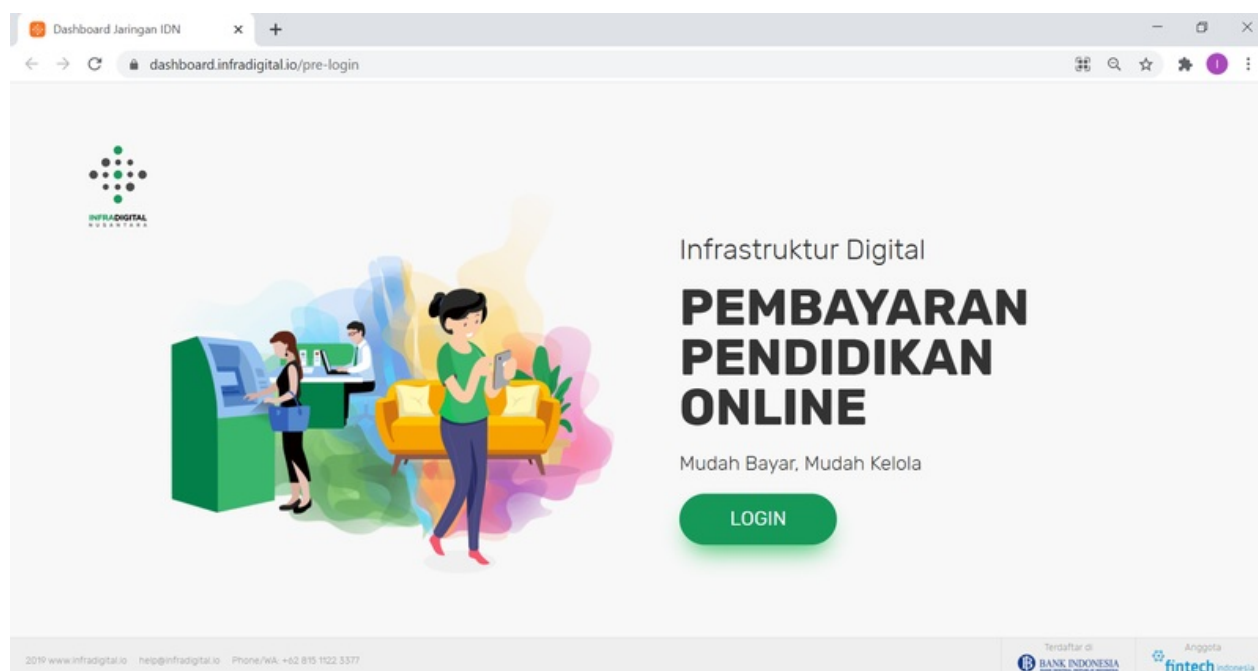 Dashboard Jaringan IDN
dashboard.infradigital.io/pre-login
I
INFRADIGITAL
NUSANTARA
Infrastruktur Digital
PEMBAYARAN
PENDIDIKAN
ONLINE
Mudah Bayar, Mudah Kelola
LOGIN
2019 www.infradigital.io help@infradigital.io Phone/WA: +62 815 1122 3377
Terdaftar di
BANK INDONESIA
Anggota
fintech indonesia